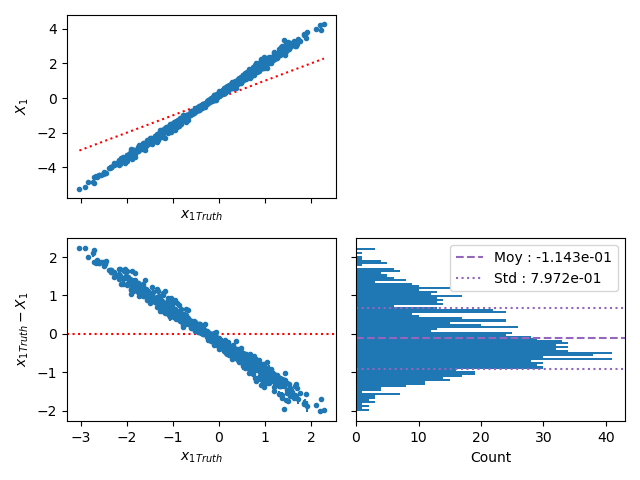 4
2
0
−2
−4
x₁
x₁Truth
2
1
0
−1
−2
x₁Truth − x₁
−3 −2 −1 0 1 2
x₁Truth
Moy : -1.143e-01
Std : 7.972e-01
0 10 20 30 40
Count